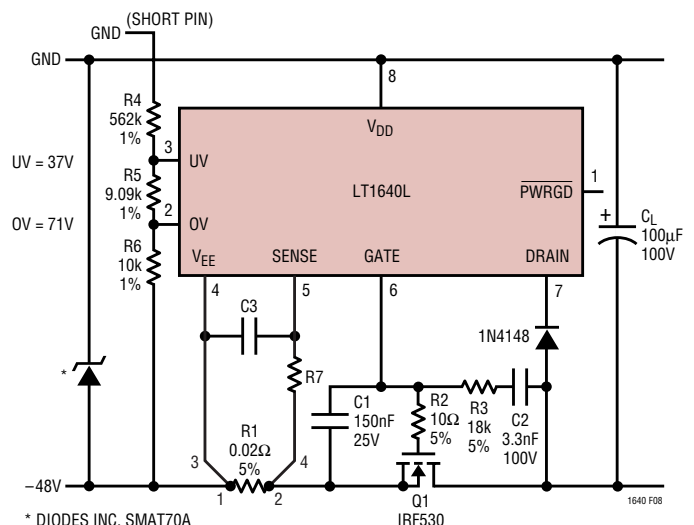 (SHORT PIN)
GND
GND
8
R4
562k
1%
VDD
UV = 37V
3
UV
LT1640L
PWRGD
1
R5
9.09k
1%
+
CL
100µF
100V
OV = 71V
2
OV
R6
10k
1%
VEE
SENSE
GATE
DRAIN
4
5
6
7
C3
1N4148
*
R7
C1
150nF
25V
R2
10Ω
5%
R3
18k
5%
C2
3.3nF
100V
R1
0.02Ω
5%
3
4
–48V
1
2
Q1
IRF530
1640 F08
* DIODES INC. SMAT70A